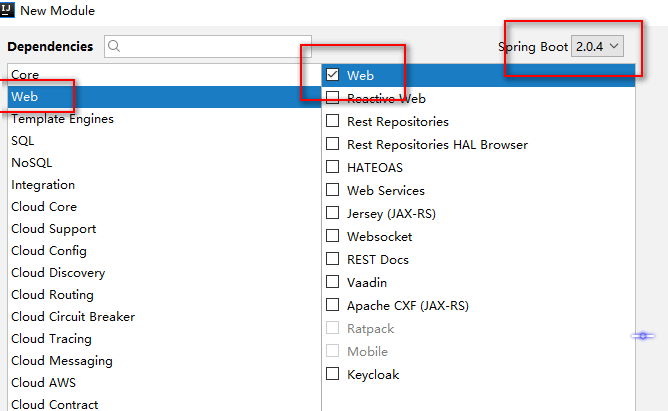 IJ New Module
Dependencies Spring Boot 2.0.4
Core
Web
Template Engines
SQL
NoSQL
Integration
Cloud Core
Cloud Support
Cloud Config
Cloud Discovery
Cloud Routing
Cloud Circuit Breaker
Cloud Tracing
Cloud Messaging
Cloud AWS
Cloud Contract
Web
Reactive Web
Rest Repositories
Rest Repositories HAL Browser
HATEOAS
Web Services
Jersey (JAX-RS)
Websocket
REST Docs
Vaadin
Apache CXF (JAX-RS)
Ratpack
Mobile
Keycloak